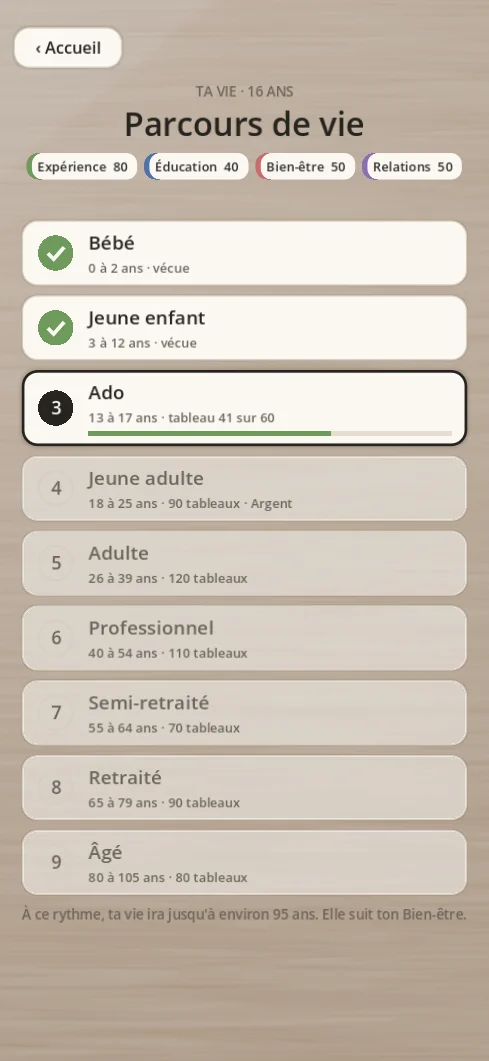 ‹ Accueil
TA VIE · 16 ANS
Parcours de vie
Expérience 80 Éducation 40 Bien-être 50 Relations 50
Bébé
0 à 2 ans · vécue
Jeune enfant
3 à 12 ans · vécue
3 Ado
13 à 17 ans · tableau 41 sur 60
4 Jeune adulte
18 à 25 ans · 90 tableaux · Argent
5 Adulte
26 à 39 ans · 120 tableaux
6 Professionnel
40 à 54 ans · 110 tableaux
7 Semi-retraité
55 à 64 ans · 70 tableaux
8 Retraité
65 à 79 ans · 90 tableaux
9 Âgé
80 à 105 ans · 80 tableaux
À ce rythme, ta vie ira jusqu'à environ 95 ans. Elle suit ton Bien-être.